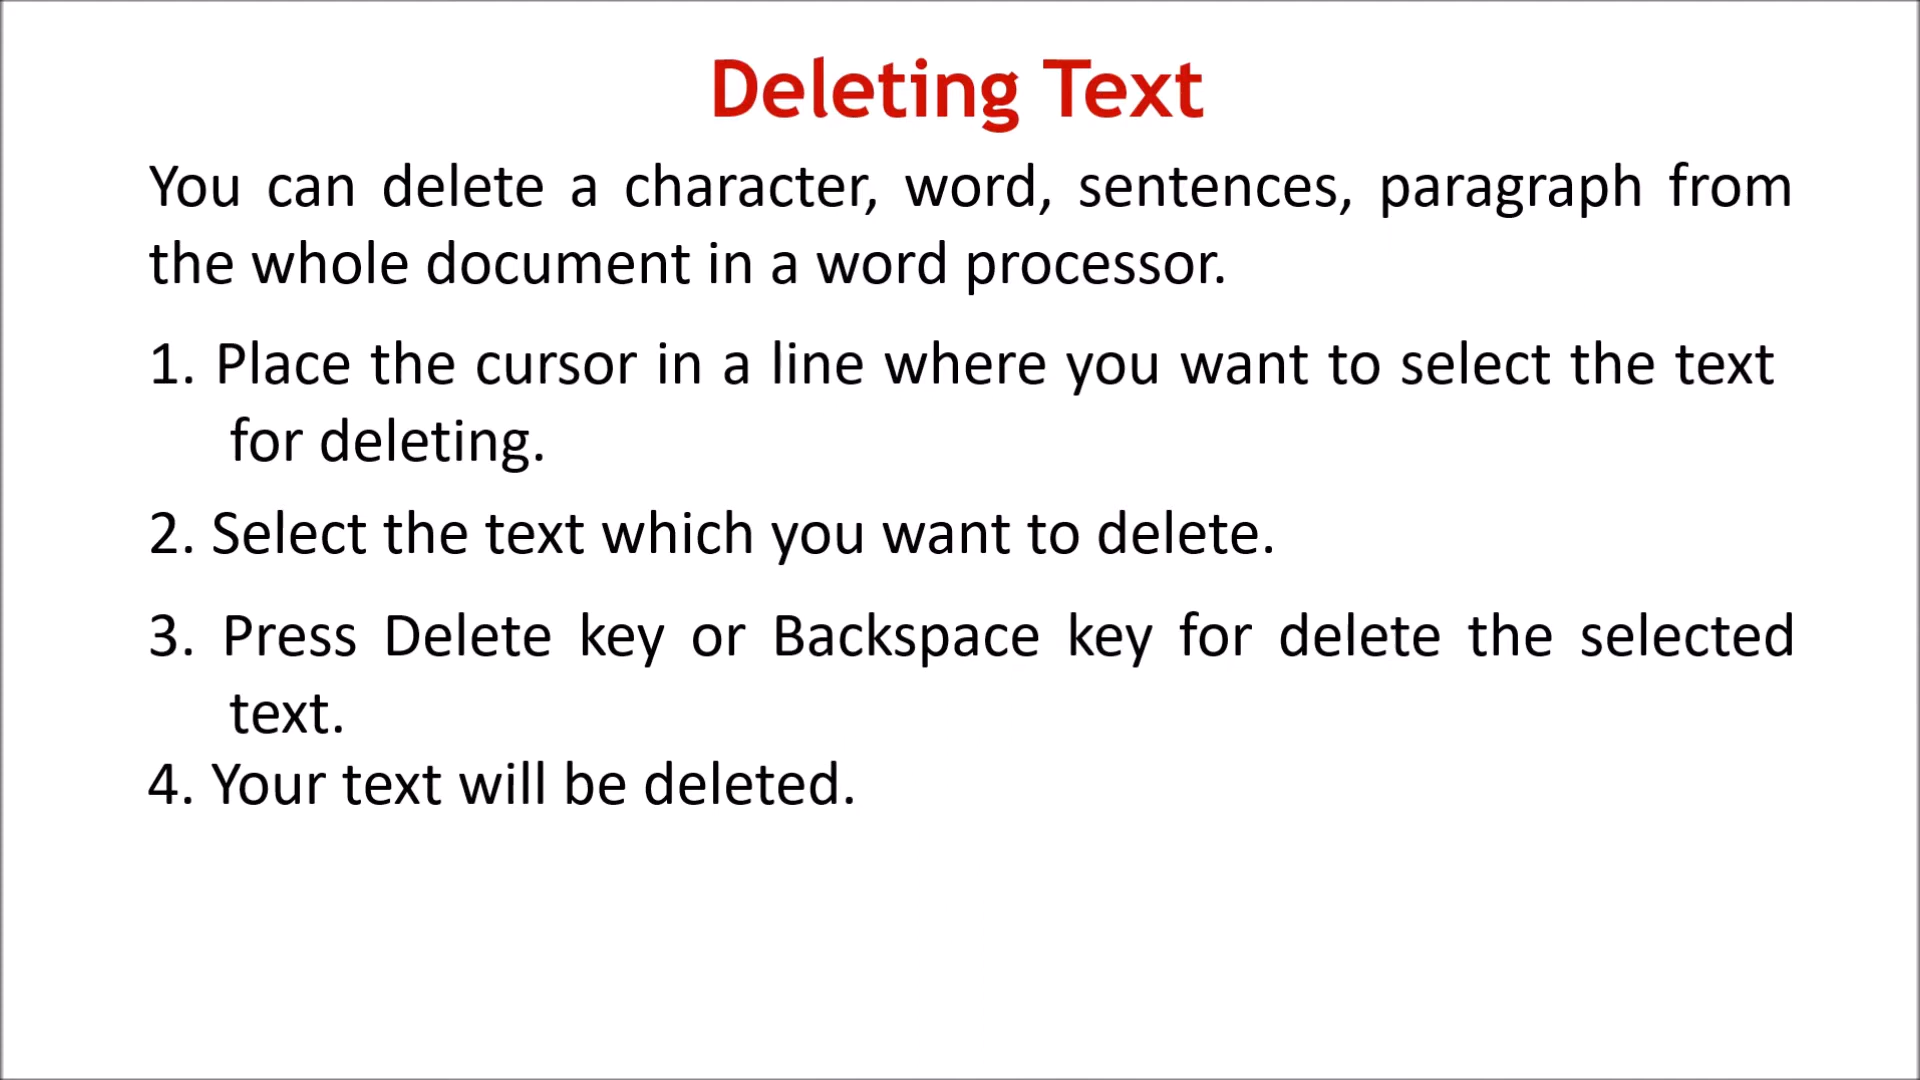 Deleting Text
You can delete a character, word, sentences, paragraph from
the whole document in a word processor.
1. Place the cursor in a line where you want to select the text
for deleting.
2. Select the text which you want to delete.
3. Press Delete key or Backspace key for delete the selected
text.
4. Your text will be deleted.